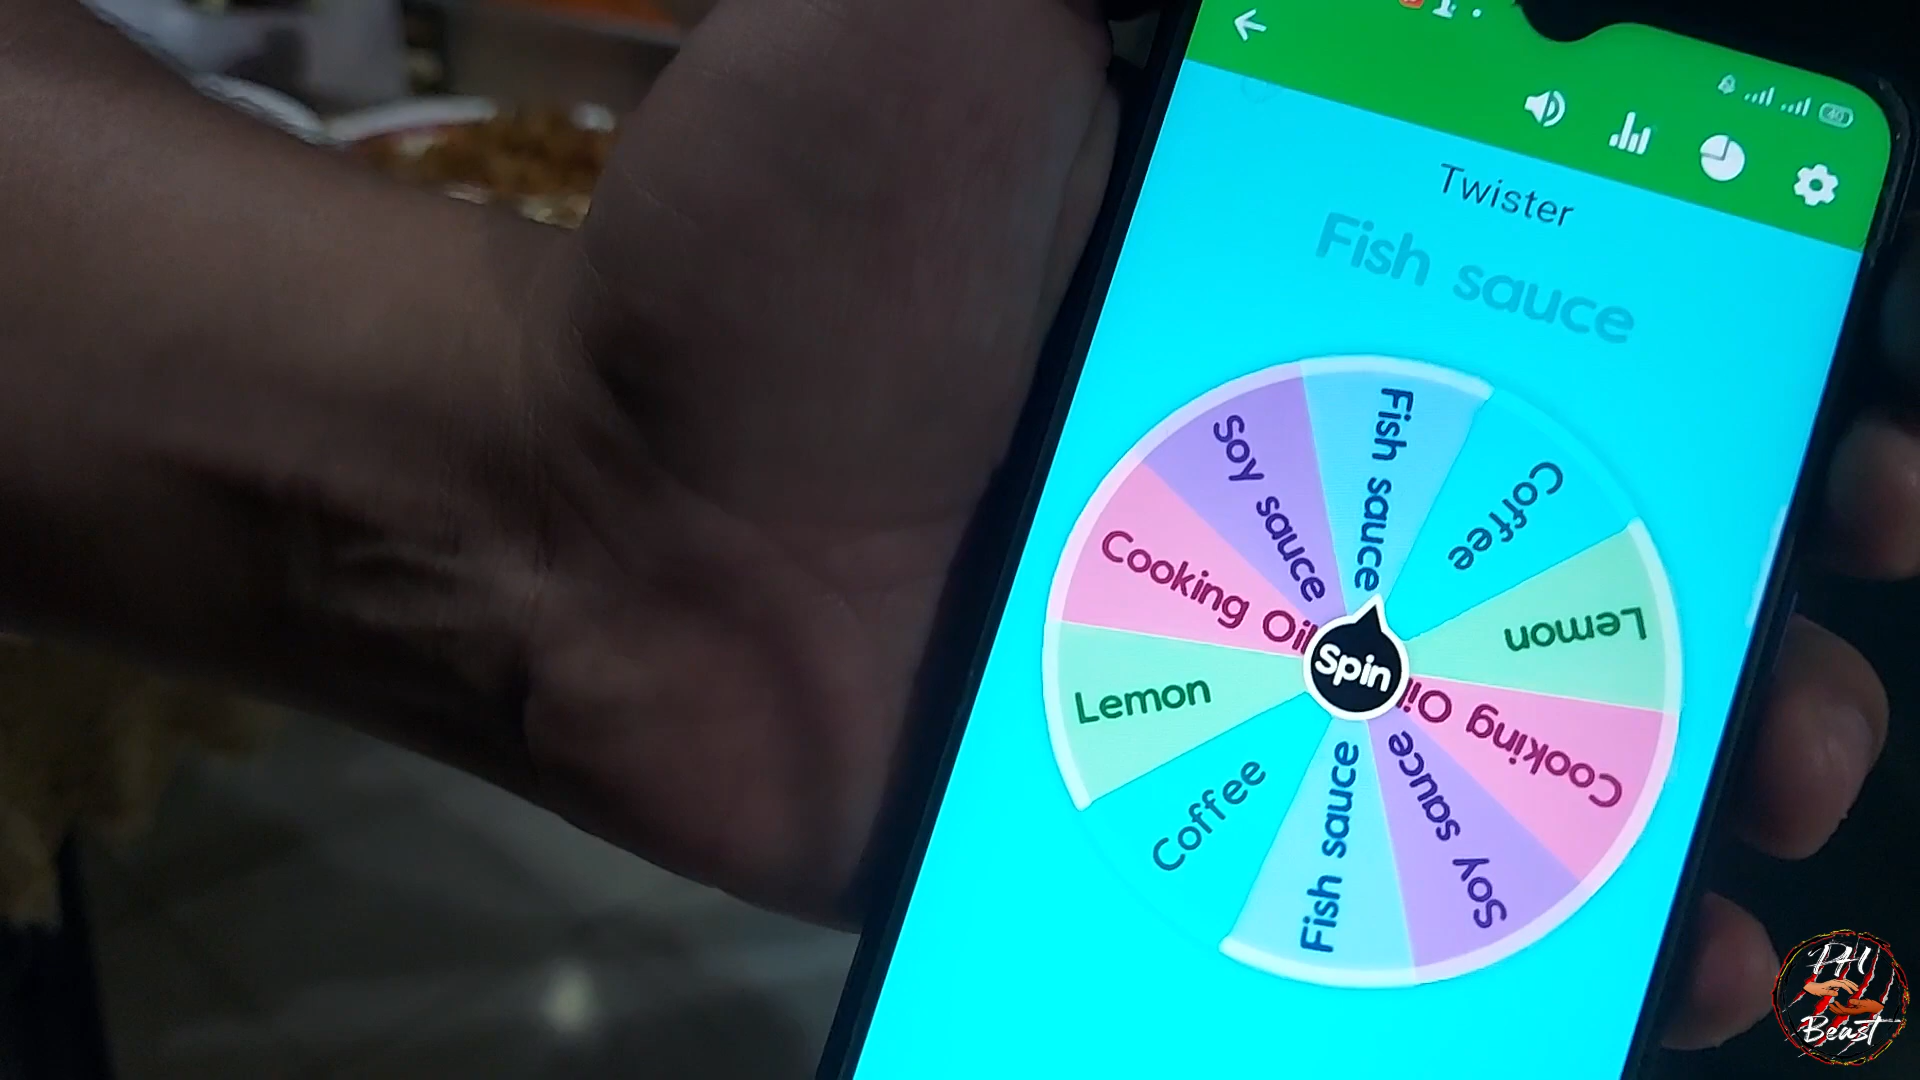 40
Twister
Fish sauce
Fish sauce
Coffee
Lemon
Cooking Oil
Soy sauce
Fish sauce
Coffee
Lemon
Cooking Oil
Soy sauce
Spin
PH
Beast